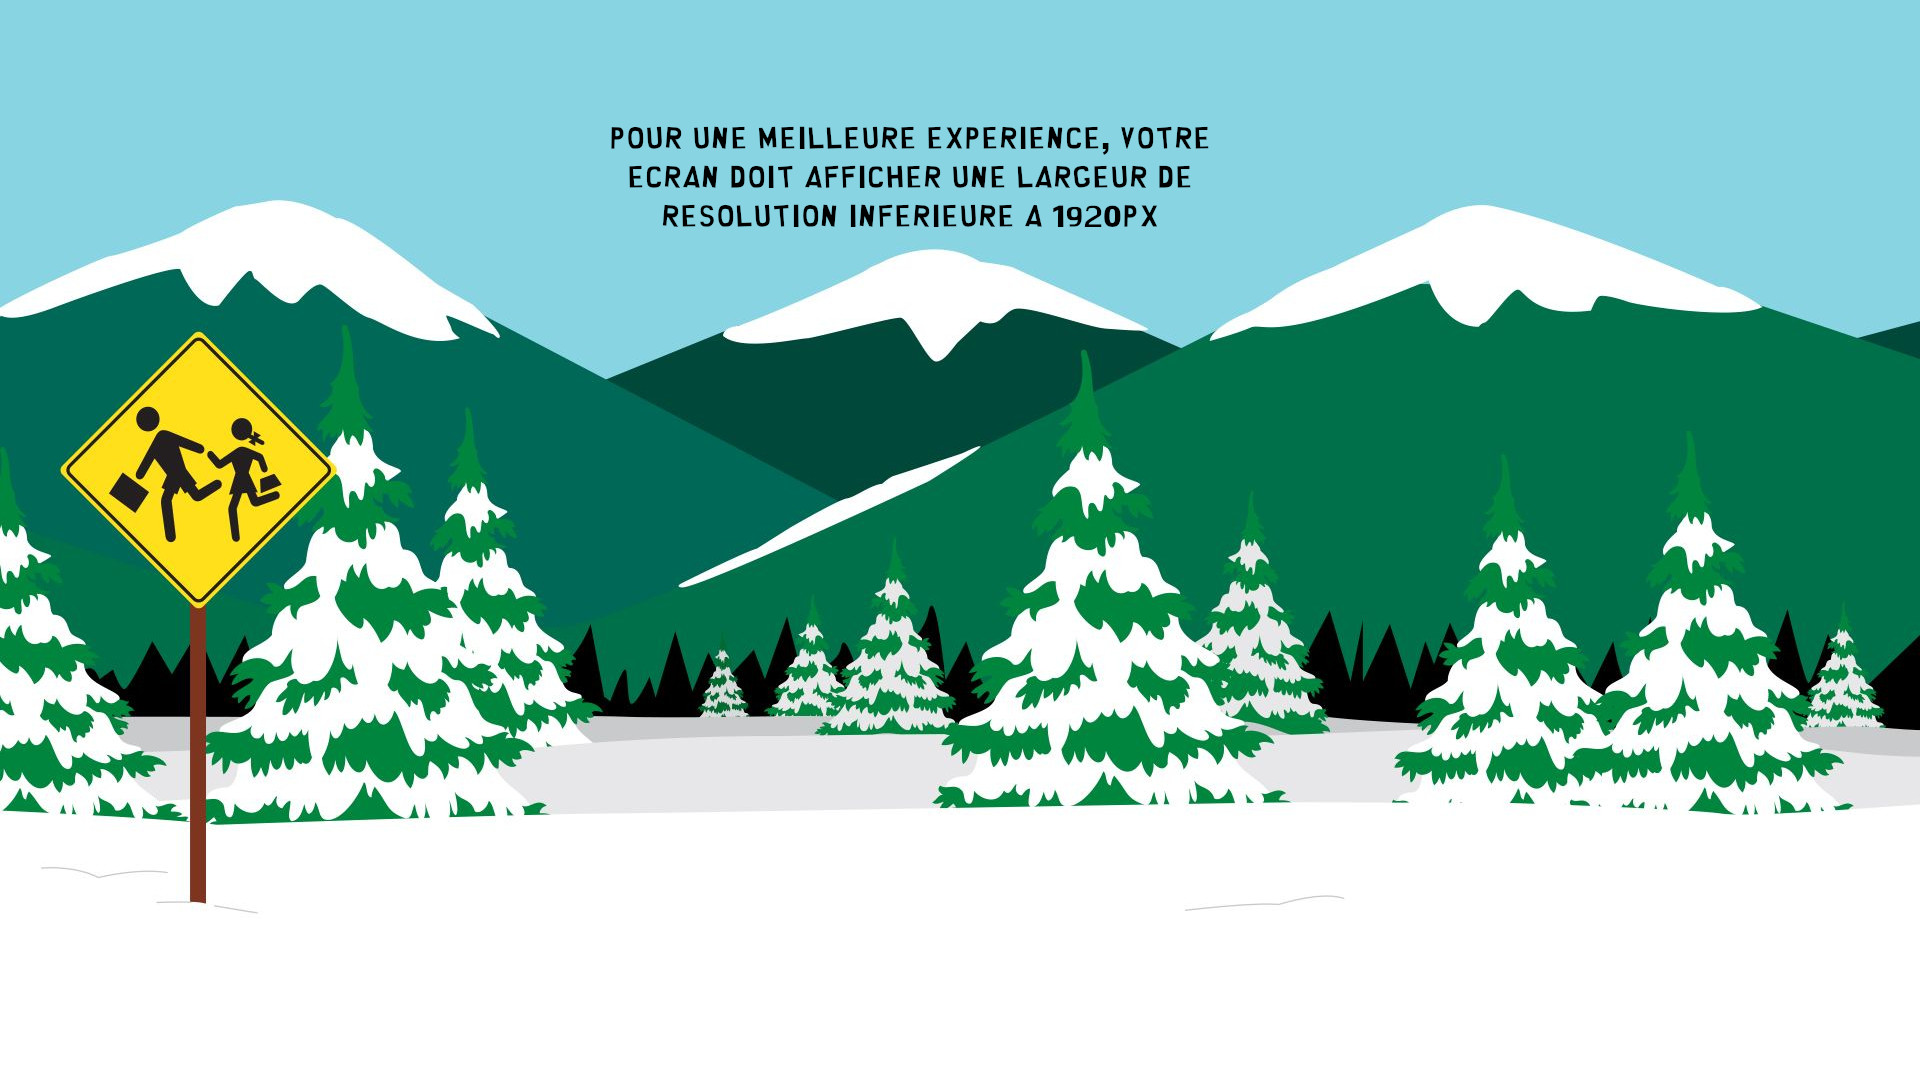 POUR UNE MEILLEURE EXPERIENCE, VOTRE
ECRAN DOIT AFFICHER UNE LARGEUR DE
RESOLUTION INFERIEURE A 1920PX